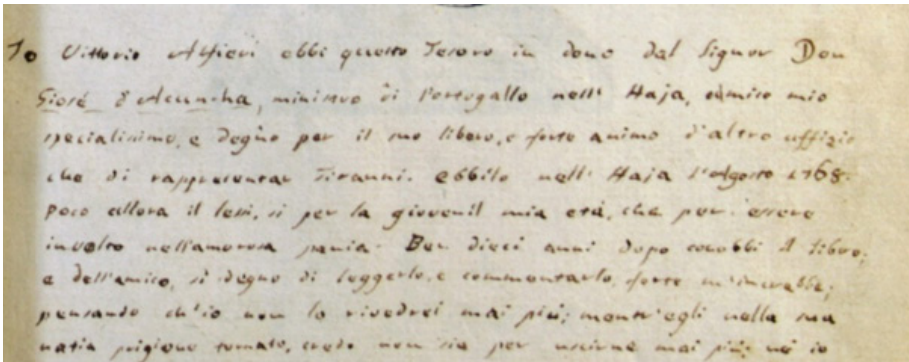 Io Vittorio Alfieri ebbi questo Tesoro in dono dal Signor Don
Giosé d'Acuncha, ministro di Portogallo nell' Haja, amico mio
specialissimo, e degno per il suo libero, e forte animo d'altro uffizio
che di rappresentar Tiranni. ebbilo nell' Haja l'Agosto 1768.
poco allora il lessi, sì per la giovenil mia età, che per essere
involto nell'amorosa pania. Ben dieci anni dopo conobbi il libro;
e dell'amico, sì degno di leggerlo, e commentarlo, forte m'increbbe;
pensando ch'io non lo rivedrei mai più; mentr'egli nella sua
natia prigione tornato, credo non sia per uscirne mai più: nè io